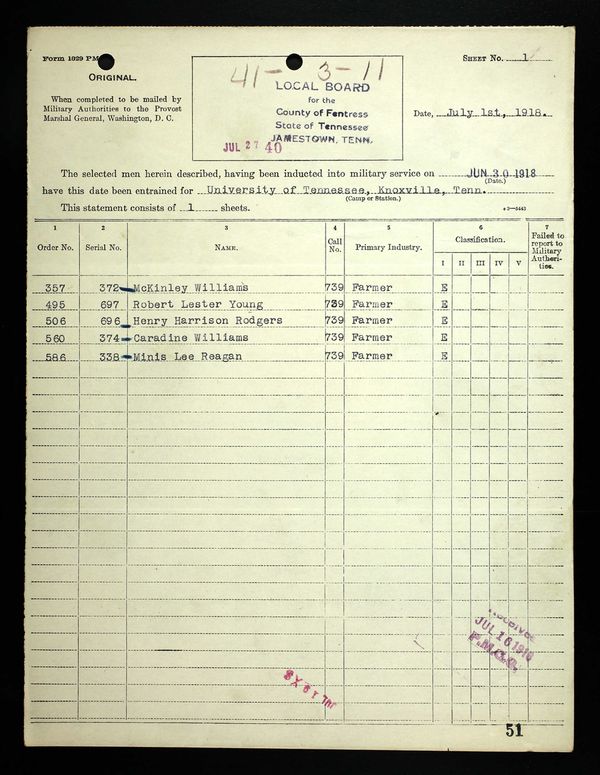 Form 1029 PM
SHEET No. 1
ORIGINAL.
41-3-11
When completed to be mailed by
Military Authorities to the Provost
Marshal General, Washington, D. C.
LOCAL BOARD
for the
County of Fentress
State of Tennessee
JAMESTOWN, TENN.
JUL 27 40
Date, July 1st, 1918.
The selected men herein described, having been inducted into military service on JUN 30 1918
(Date.)
have this date been entrained for University of Tennessee, Knoxville, Tenn.
(Camp or Station.)
This statement consists of 1 sheets.
1 2 3 4 5 6 7
Order No. Serial No. NAME. Call No. Primary Industry. Classification. Failed to report to Military Authorities.
I II III IV V
357 372 McKinley Williams 739 Farmer E
495 697 Robert Lester Young 739 Farmer E
506 696 Henry Harrison Rodgers 739 Farmer E
560 374 Caradine Williams 739 Farmer E
586 338 Minis Lee Reagan 739 Farmer E
RECEIVED
JUL 16 1918
P.M.G.O.
51